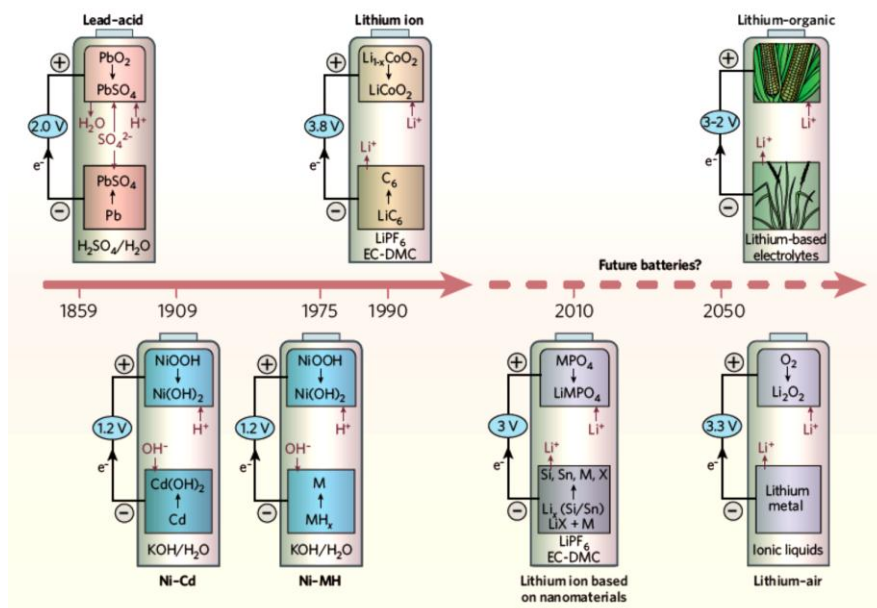 Lead–acid
+
PbO₂
↓
PbSO₄
H₂O
H⁺
SO₄²⁻
2.0 V
e⁻
PbSO₄
↑
Pb
−
H₂SO₄/H₂O
Lithium ion
+
Li₁₋ₓCoO₂
↓
LiCoO₂
Li⁺
3.8 V
Li⁺
e⁻
C₆
↑
LiC₆
−
LiPF₆
EC-DMC
Lithium–organic
+
Li⁺
3–2 V
Li⁺
e⁻
−
Lithium-based
electrolytes
Future batteries?
1859
1909
1975
1990
2010
2050
+
NiOOH
↓
Ni(OH)₂
H⁺
1.2 V
OH⁻
e⁻
Cd(OH)₂
↑
Cd
−
KOH/H₂O
Ni–Cd
+
NiOOH
↓
Ni(OH)₂
H⁺
1.2 V
OH⁻
e⁻
M
↑
MHₓ
−
KOH/H₂O
Ni–MH
+
MPO₄
↓
LiMPO₄
Li⁺
3 V
Li⁺
e⁻
Si, Sn, M, X
↑
Liₓ (Si/Sn)
LiX + M
−
LiPF₆
EC-DMC
Lithium ion based
on nanomaterials
+
O₂
↓
Li₂O₂
Li⁺
3.3 V
Li⁺
e⁻
Lithium
metal
−
Ionic liquids
Lithium–air